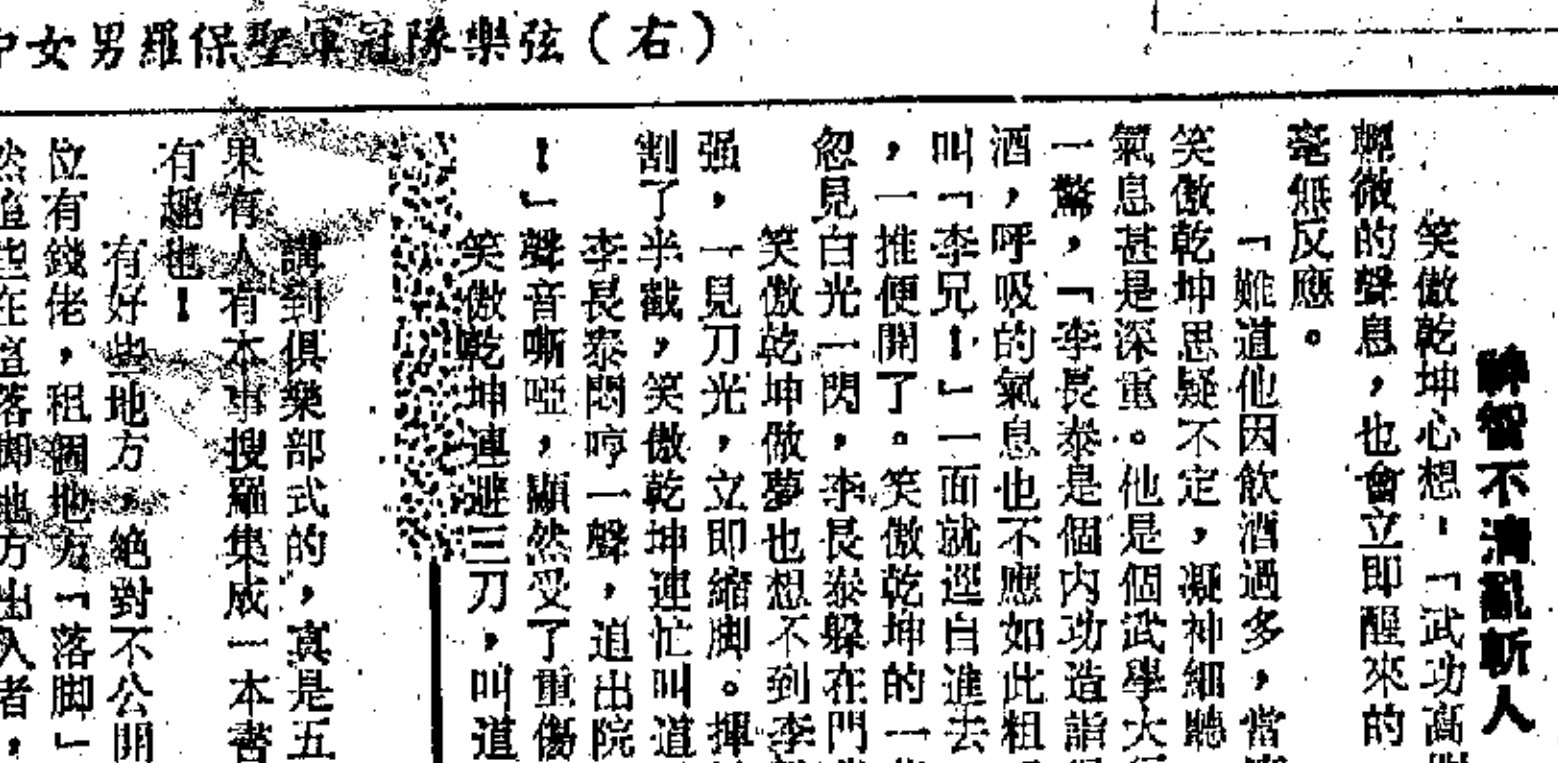 （右）弦樂隊冠軍聖保羅男女中
神智不清亂斬人
笑傲乾坤心想：「武功高
輕微的聲息，也會立即醒來的
毫無反應。
「難道他因飲酒過多，當
笑傲乾坤思疑不定，凝神細聽
氣息甚是深重。他是個武學大
一驚，「李長泰是個內功造詣
酒，呼吸的氣息也不應如此粗
叫「李兄！」一面就逕自進去
，一推便開了。笑傲乾坤的一
忽見白光一閃，李長泰躲在門
笑傲乾坤做夢也想不到李
强，一見刀光，立即縮脚。揮
割了半截，笑傲乾坤連忙叫道
李長泰悶哼一聲，追出院
！」聲音嘶啞，顯然受了重傷
笑傲乾坤連避三刀，叫道
講到俱樂部式的，真是五
果有人有本事搜羅集成一本書
有趣也！
有好些地方，絶對不公開
位有錢佬，租個地方「落脚」
然這些在這落脚地方出入者，